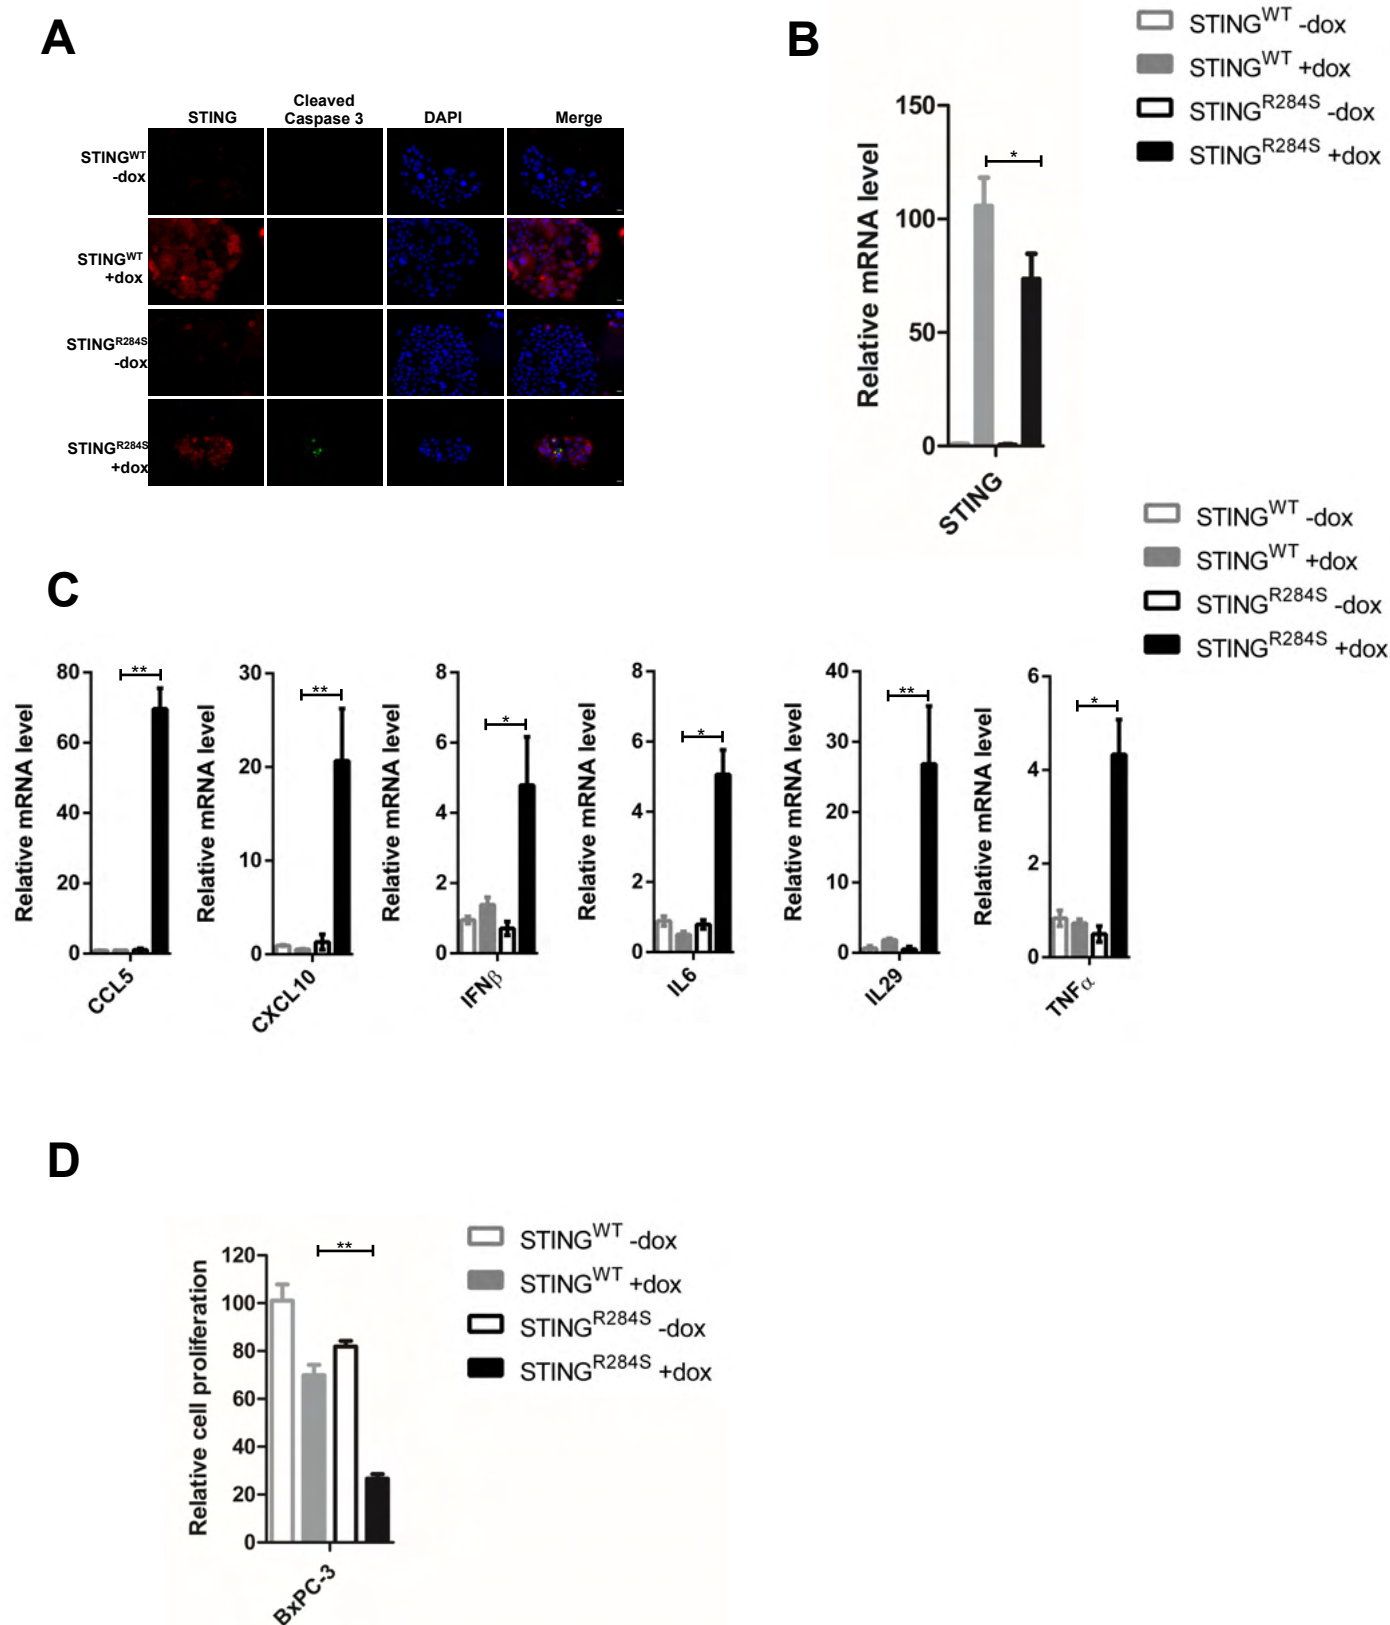 A
STING
Cleaved
Caspase 3
DAPI
Merge
STINGWT
-dox
STINGWT
+dox
STINGR284S
-dox
STINGR284S
+dox
B
STINGWT -dox
STINGWT +dox
STINGR284S -dox
STINGR284S +dox
Relative mRNA level
150
100
50
0
*
STING
C
STINGWT -dox
STINGWT +dox
STINGR284S -dox
STINGR284S +dox
Relative mRNA level
80
60
40
20
0
**
CCL5
Relative mRNA level
30
20
10
0
**
CXCL10
Relative mRNA level
8
6
4
2
0
*
IFNβ
Relative mRNA level
8
6
4
2
0
*
IL6
Relative mRNA level
40
30
20
10
0
**
IL29
Relative mRNA level
6
4
2
0
*
TNFα
D
Relative cell proliferation
120
100
80
60
40
20
0
**
BxPC-3
STINGWT -dox
STINGWT +dox
STINGR284S -dox
STINGR284S +dox